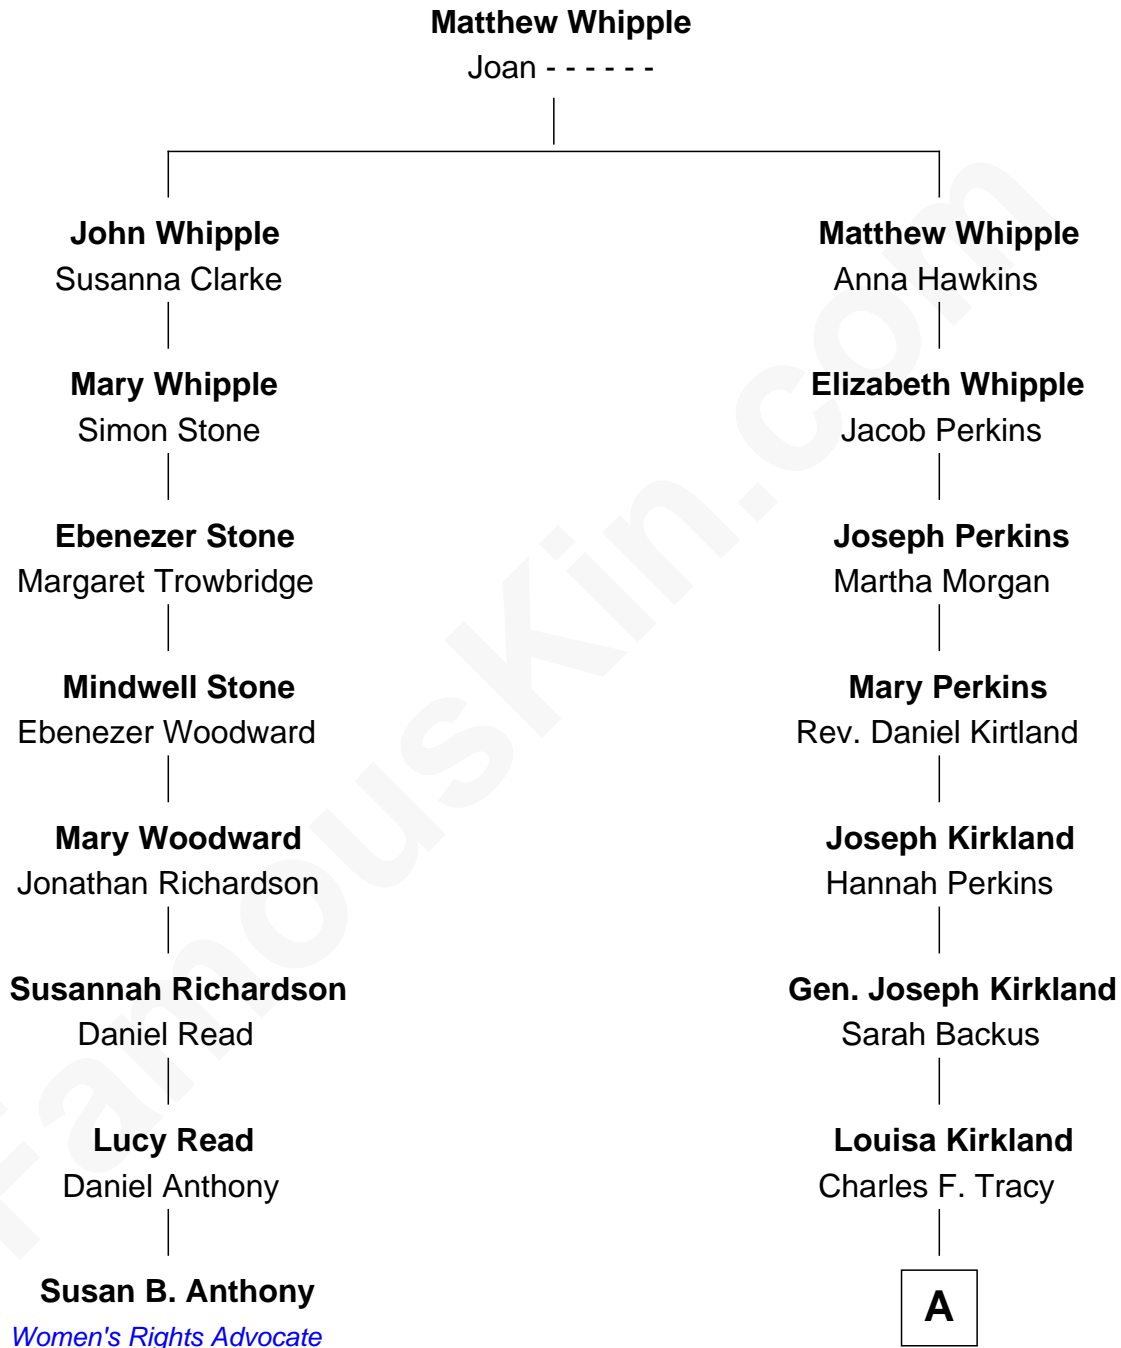 Matthew Whipple
Joan - - - - - -
John Whipple
Susanna Clarke
Matthew Whipple
Anna Hawkins
Mary Whipple
Simon Stone
Elizabeth Whipple
Jacob Perkins
Ebenezer Stone
Margaret Trowbridge
Joseph Perkins
Martha Morgan
Mindwell Stone
Ebenezer Woodward
Mary Perkins
Rev. Daniel Kirtland
Mary Woodward
Jonathan Richardson
Joseph Kirkland
Hannah Perkins
Susannah Richardson
Daniel Read
Gen. Joseph Kirkland
Sarah Backus
Lucy Read
Daniel Anthony
Louisa Kirkland
Charles F. Tracy
Susan B. Anthony
Women's Rights Advocate
A
FamousKin.com